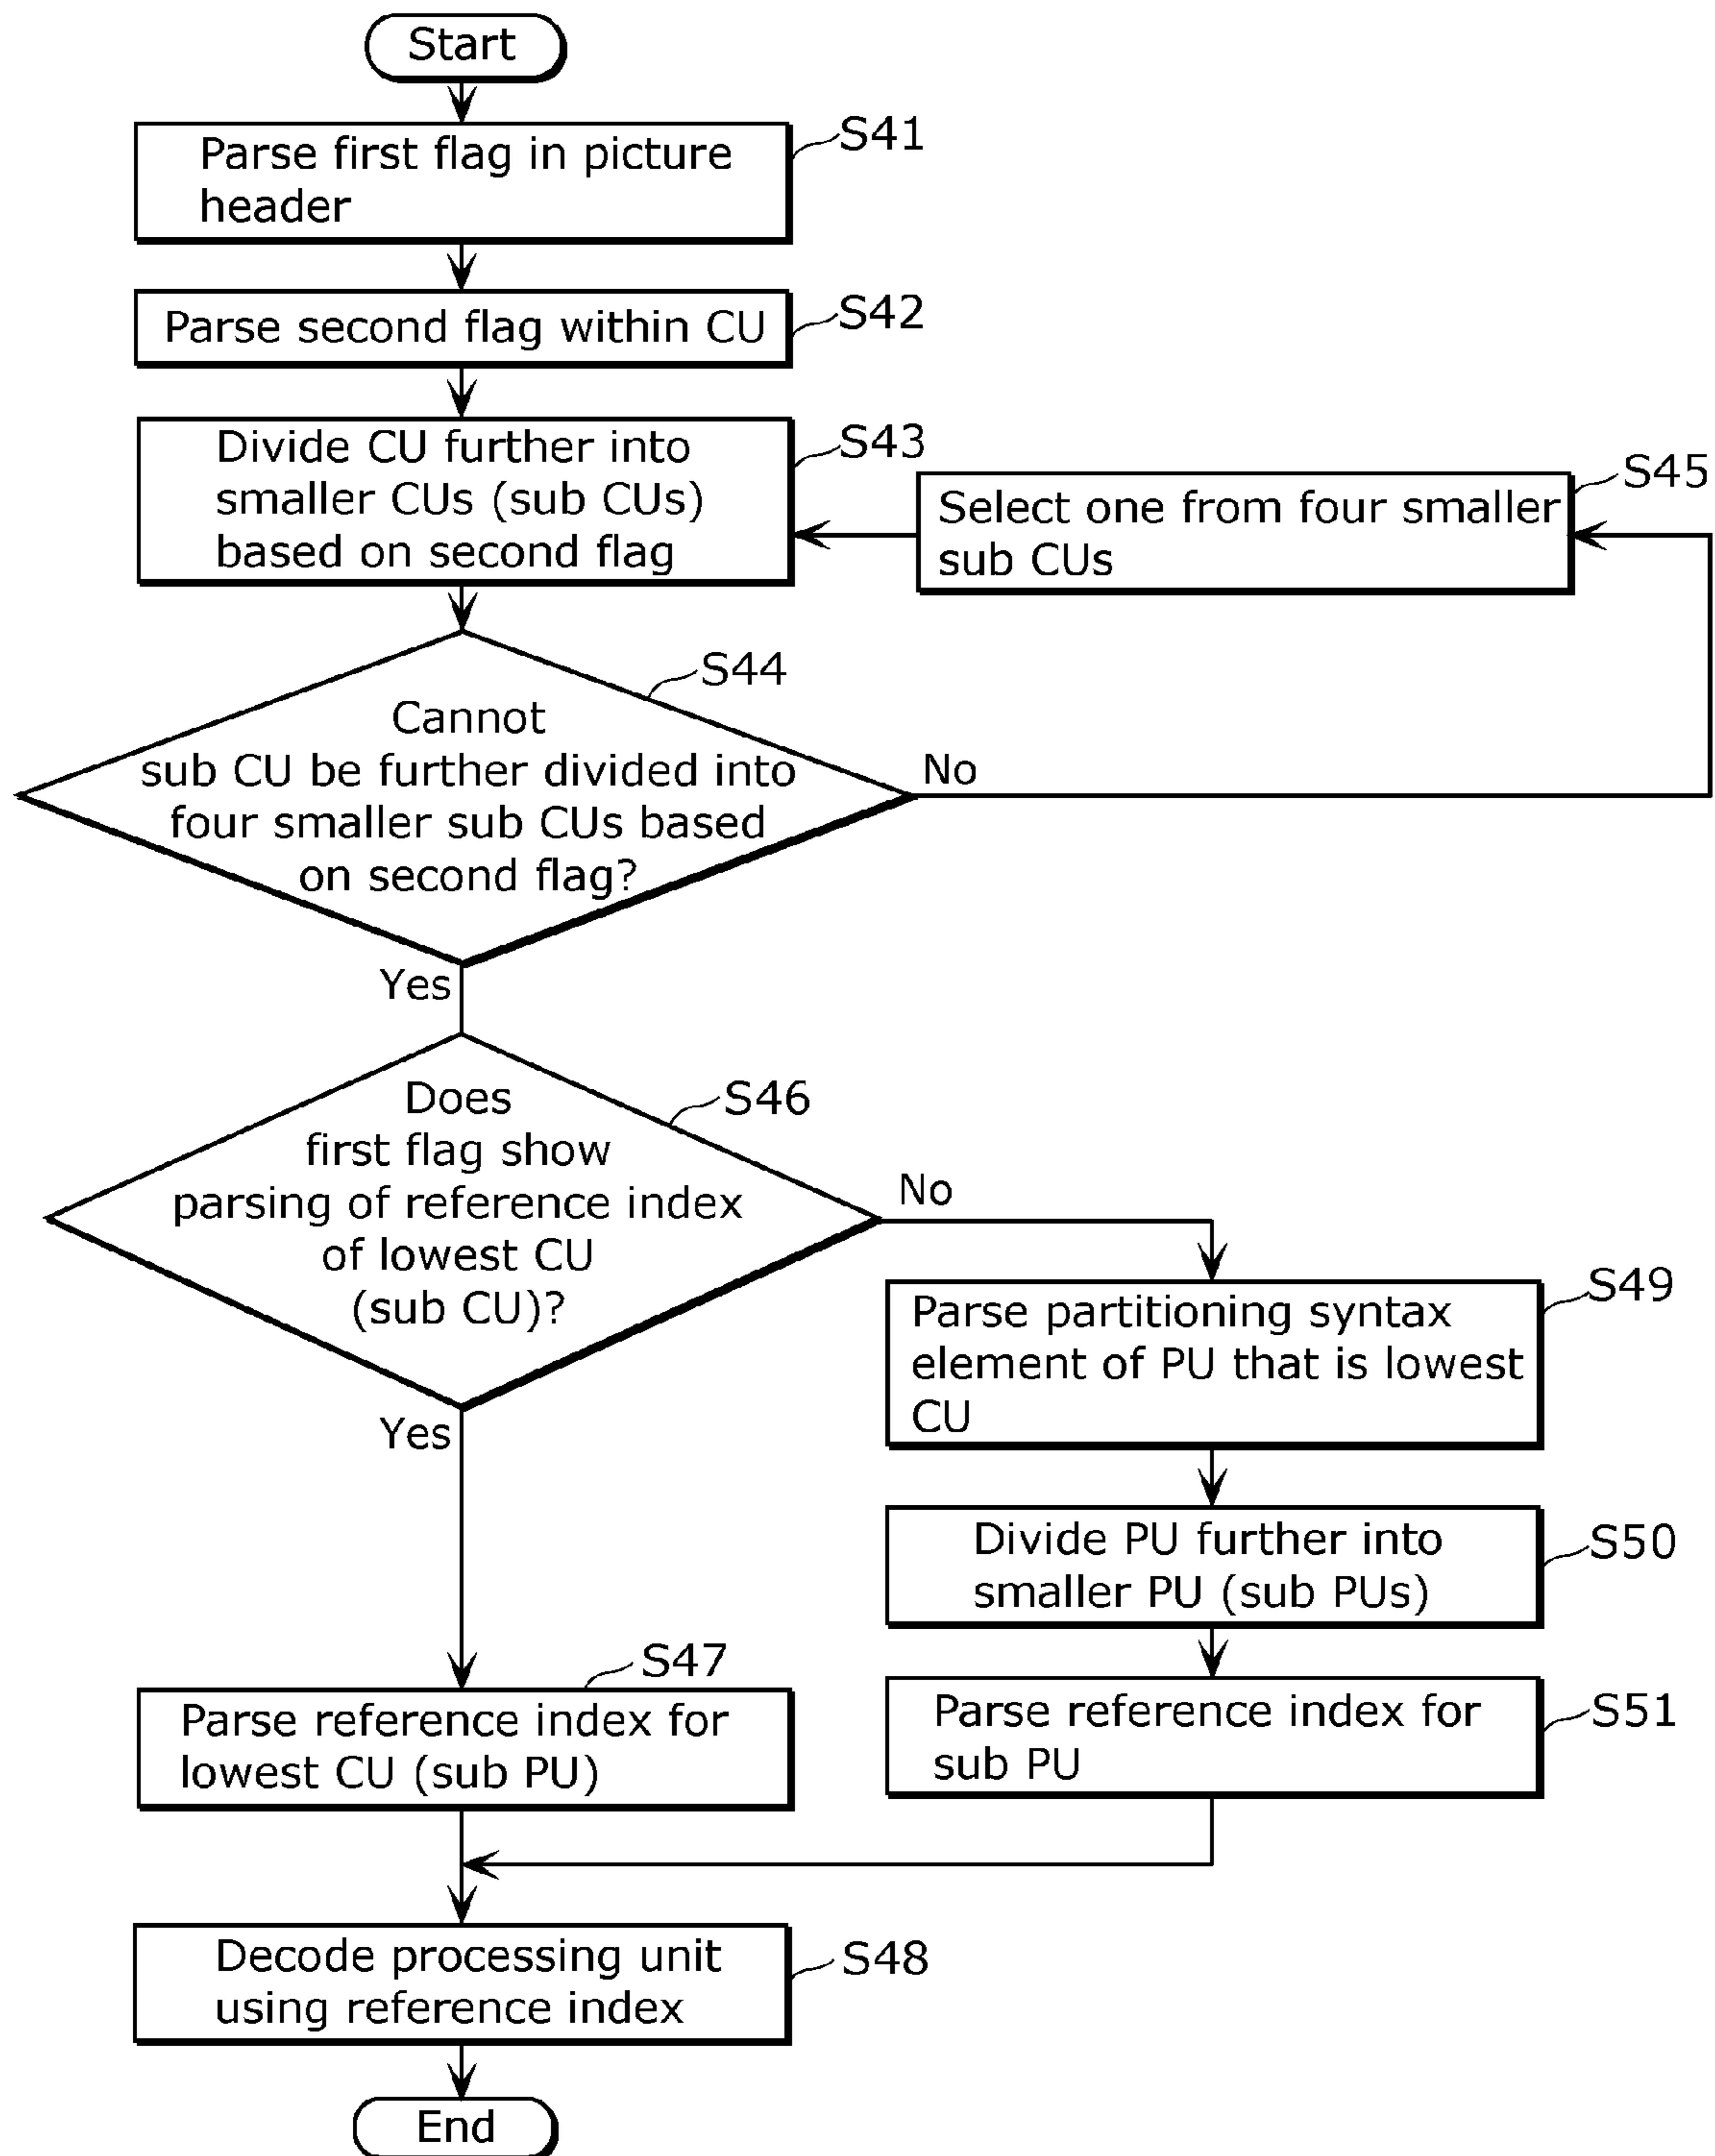 Start
S41
Parse first flag in picture
header
S42
Parse second flag within CU
S43
Divide CU further into
smaller CUs (sub CUs)
based on second flag
S45
Select one from four smaller
sub CUs
S44
Cannot
sub CU be further divided into
four smaller sub CUs based
on second flag?
No
Yes
S46
Does
first flag show
parsing of reference index
of lowest CU
(sub CU)?
No
Yes
S49
Parse partitioning syntax
element of PU that is lowest
CU
S50
Divide PU further into
smaller PU (sub PUs)
S47
Parse reference index for
lowest CU (sub PU)
S51
Parse reference index for
sub PU
S48
Decode processing unit
using reference index
End